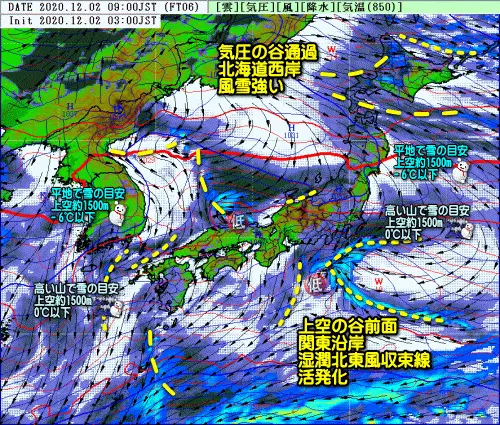 DATE 2020.12.02 09:00JST (FT06)
[雲][気圧][風][降水][気温(850)]
Init 2020.12.02 03:00JST
気圧の谷通過
北海道西岸
風雪強い
W
H
平地で雪の目安
上空約1500m
-6℃以下
平地で雪の目安
上空約1500m
-6℃以下
高い山で雪の目安
上空約1500m
0℃以下
低
高い山で雪の目安
上空約1500m
0℃以下
低
W
上空の谷前面
関東沿岸
湿潤北東風収束線
活発化